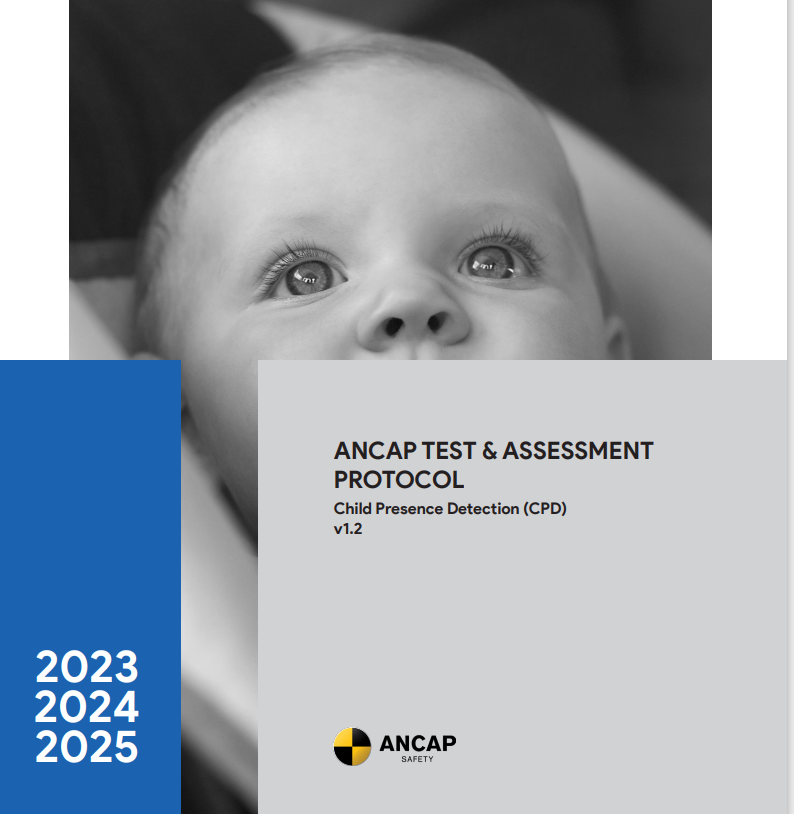 ANCAP TEST & ASSESSMENT
PROTOCOL
Child Presence Detection (CPD)
v1.2
2023
2024
2025
ANCAP
SAFETY